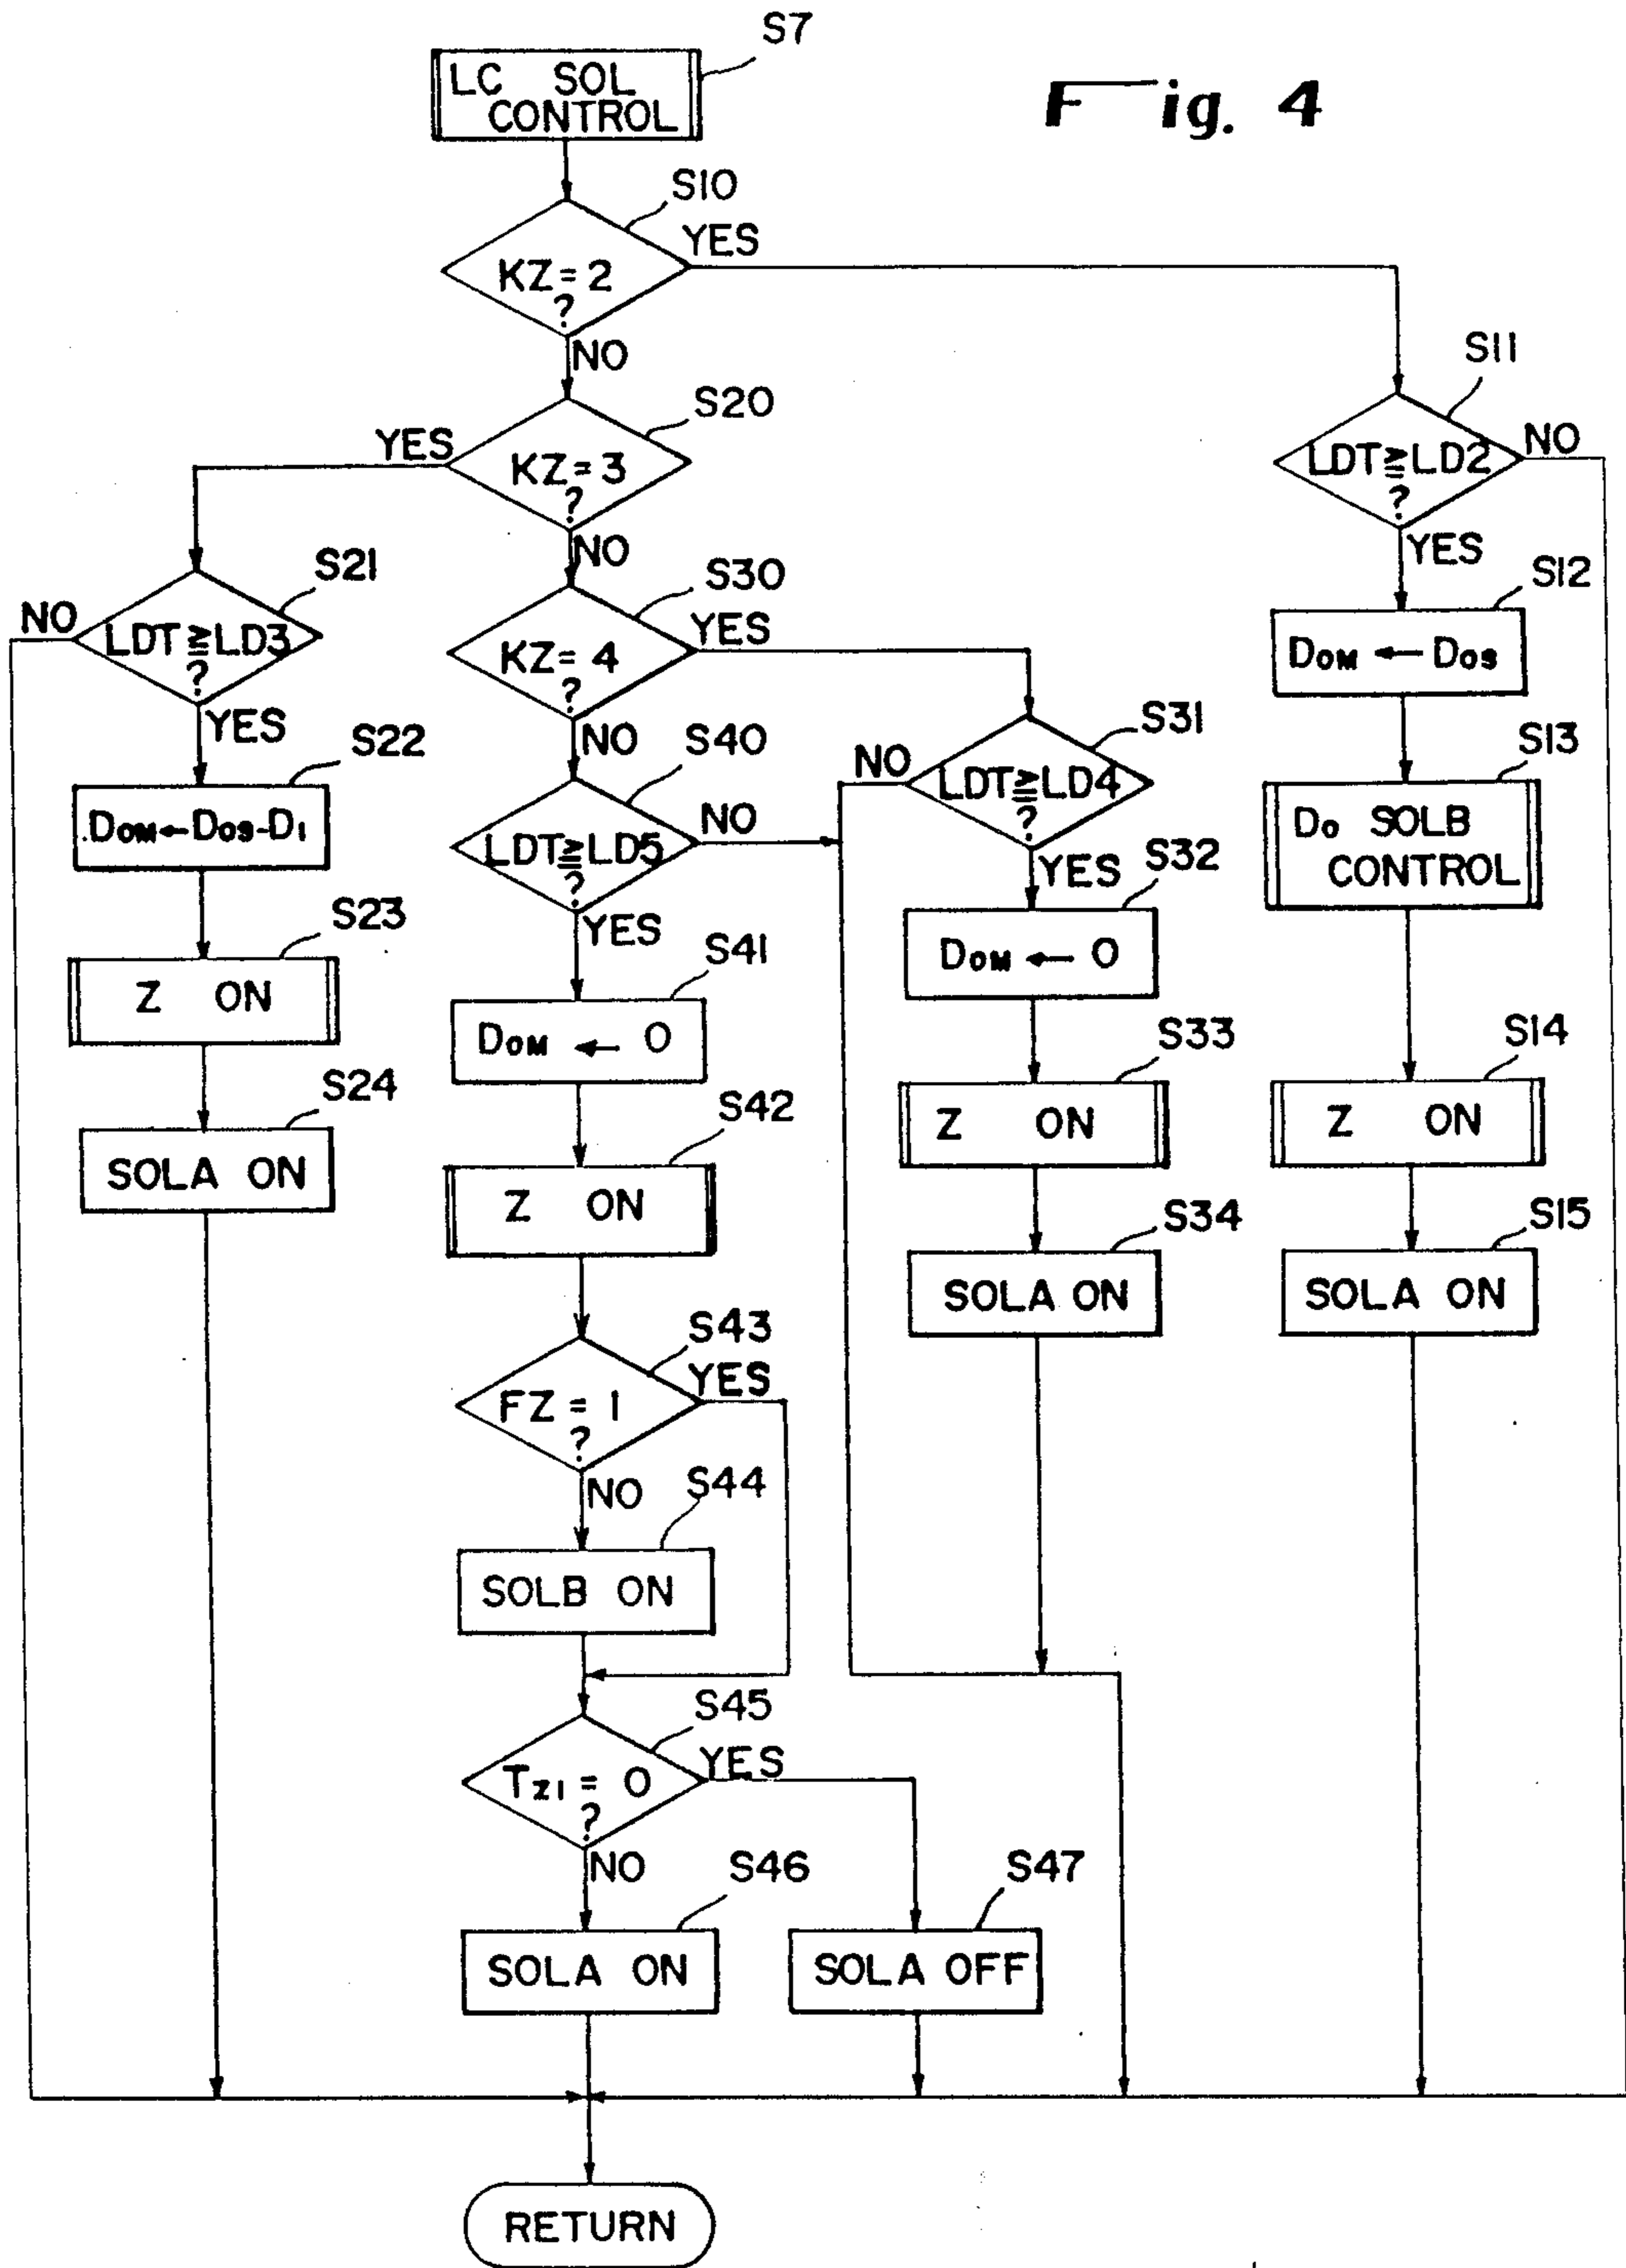 Fig. 4
S7
LC SOL
CONTROL
S10
KZ = 2
?
YES
NO
S11
LDT ≧ LD2
?
NO
YES
S20
KZ = 3
?
YES
NO
S12
DOM ← DOS
S21
LDT ≧ LD3
?
NO
YES
S30
KZ = 4
?
YES
NO
S13
DO SOLB
CONTROL
S31
LDT ≧ LD4
?
NO
YES
S22
DOM ← DOS-D1
S40
LDT ≧ LD5
?
NO
YES
S32
DOM ← 0
S23
Z ON
S41
DOM ← 0
S33
Z ON
S14
Z ON
S24
SOLA ON
S42
Z ON
S34
SOLA ON
S15
SOLA ON
S43
FZ = 1
?
YES
NO
S44
SOLB ON
S45
TZ1 = 0
?
YES
NO
S46
SOLA ON
S47
SOLA OFF
RETURN